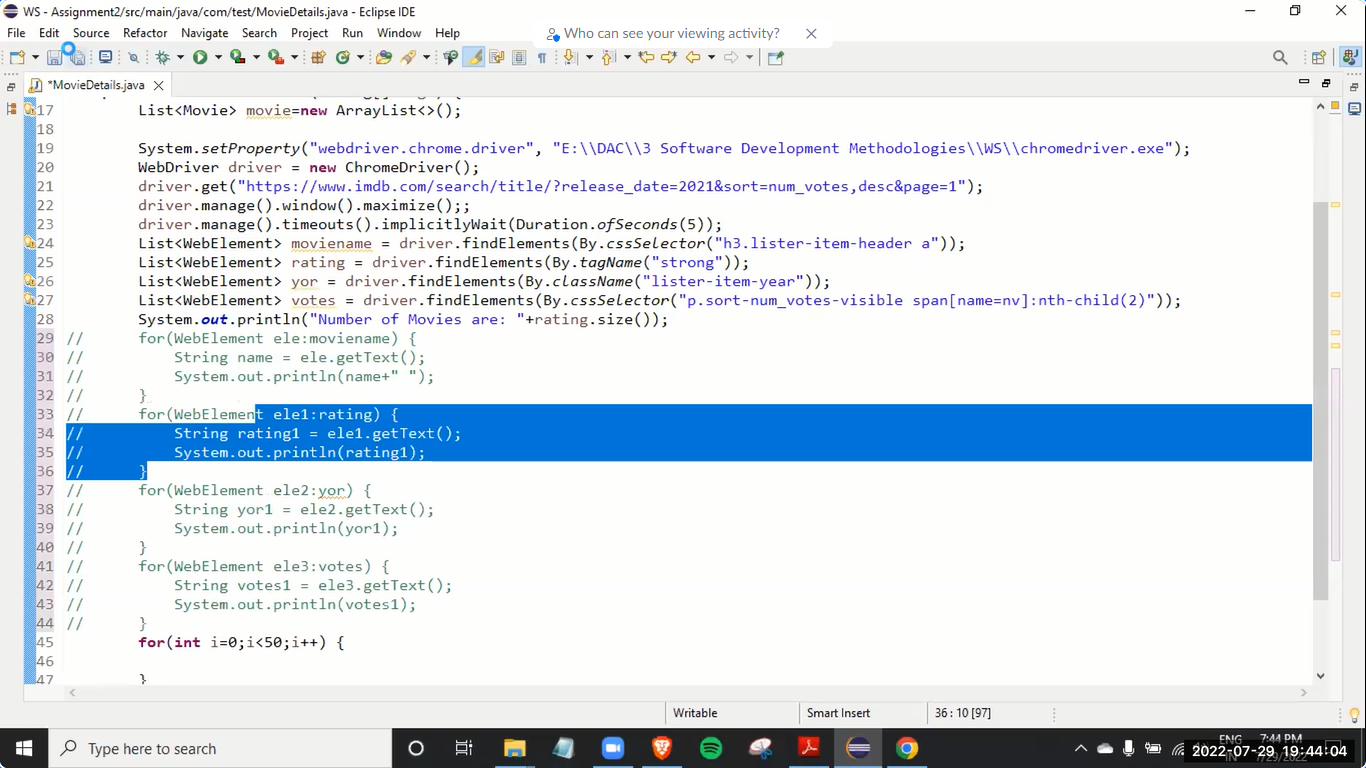 WS - Assignment2/src/main/java/com/test/MovieDetails.java - Eclipse IDE
File Edit Source Refactor Navigate Search Project Run Window Help
Who can see your viewing activity?
*MovieDetails.java
17 List<Movie> movie=new ArrayList<>();
18
19 System.setProperty("webdriver.chrome.driver", "E:\\DAC\\3 Software Development Methodologies\\WS\\chromedriver.exe");
20 WebDriver driver = new ChromeDriver();
21 driver.get("https://www.imdb.com/search/title/?release_date=2021&sort=num_votes,desc&page=1");
22 driver.manage().window().maximize();;
23 driver.manage().timeouts().implicitlyWait(Duration.ofSeconds(5));
24 List<WebElement> moviename = driver.findElements(By.cssSelector("h3.lister-item-header a"));
25 List<WebElement> rating = driver.findElements(By.tagName("strong"));
26 List<WebElement> yor = driver.findElements(By.className("lister-item-year"));
27 List<WebElement> votes = driver.findElements(By.cssSelector("p.sort-num_votes-visible span[name=nv]:nth-child(2)"));
28 System.out.println("Number of Movies are: "+rating.size());
29 // for(WebElement ele:moviename) {
30 // String name = ele.getText();
31 // System.out.println(name+" ");
32 // }
33 // for(WebElement ele1:rating) {
34 // String rating1 = ele1.getText();
35 // System.out.println(rating1);
36 // }
37 // for(WebElement ele2:yor) {
38 // String yor1 = ele2.getText();
39 // System.out.println(yor1);
40 // }
41 // for(WebElement ele3:votes) {
42 // String votes1 = ele3.getText();
43 // System.out.println(votes1);
44 // }
45 for(int i=0;i<50;i++) {
46
47 }
Writable Smart Insert 36 : 10 [97]
Type here to search
ENG 7:44 PM
2022-07-29, 19:44:04